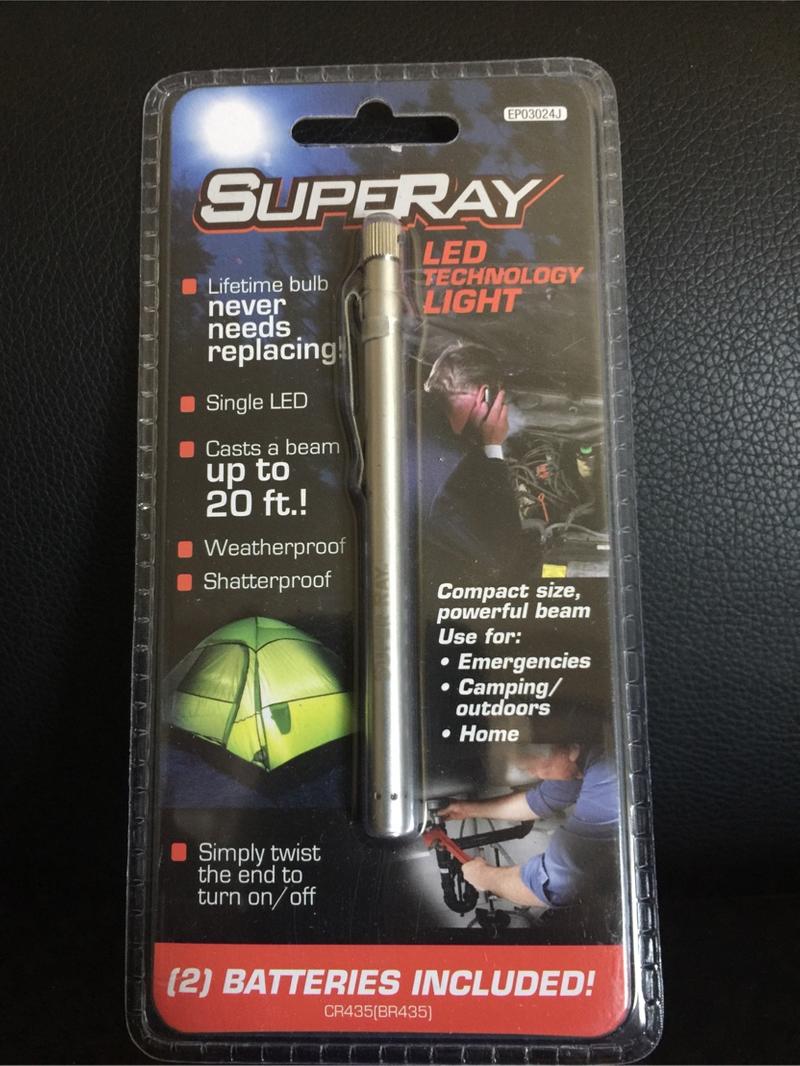 EP03024J
SUPERAY
LED
TECHNOLOGY
LIGHT
Lifetime bulb
never
needs
replacing!
Single LED
Casts a beam
up to
20 ft.!
Weatherproof
Shatterproof
SUPER RAY
Compact size,
powerful beam
Use for:
• Emergencies
• Camping/
outdoors
• Home
Simply twist
the end to
turn on/off
(2) BATTERIES INCLUDED!
CR435(BR435)